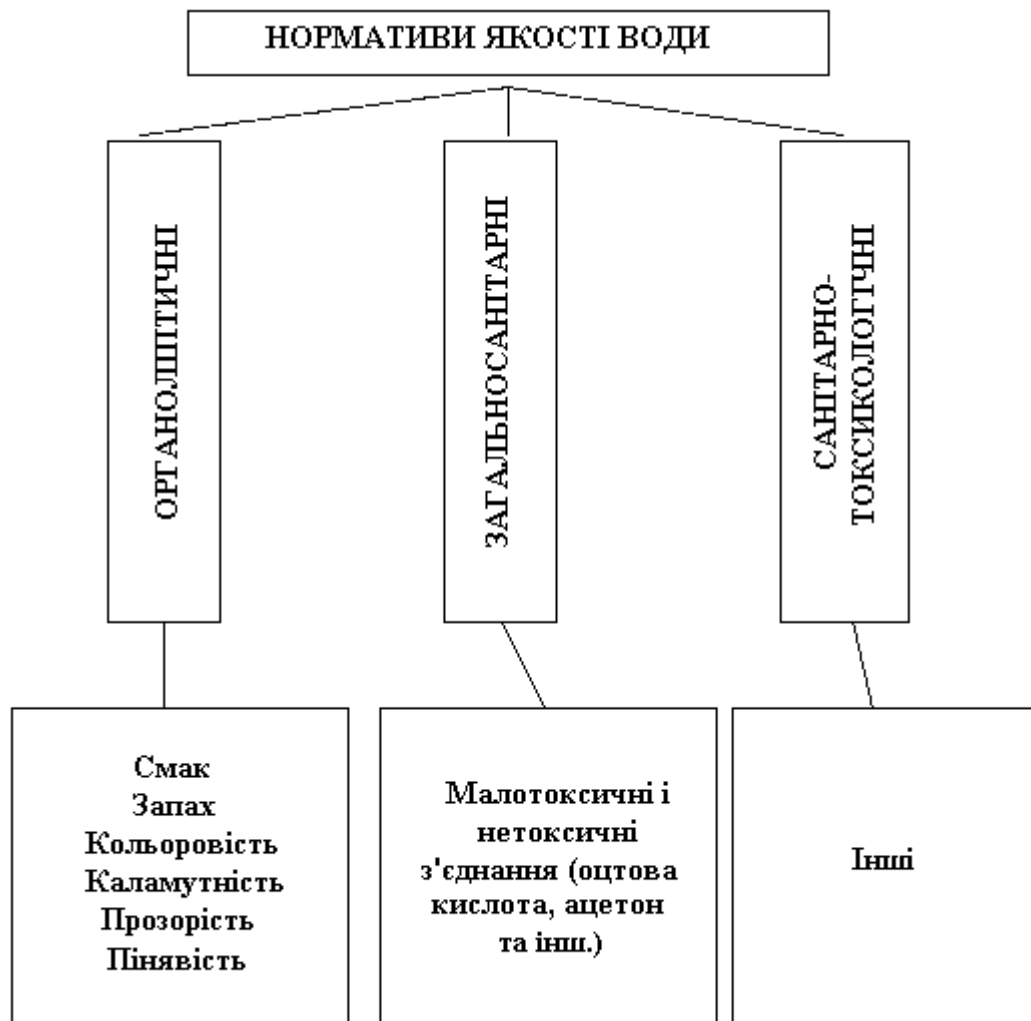 НОРМАТИВИ ЯКОСТІ ВОДИ
ОРГАНОЛПТИЧНІ
ЗАГАЛЬНОСАНІТАРНІ
САНІТАРНО-
ТОКСИКОЛОГІЧНІ
Смак
Запах
Кольоровість
Каламутність
Прозорість
Пінявість
Малотоксичні і
нетоксичні
з'єднання (оцтова
кислота, ацетон
та інш.)
Інші